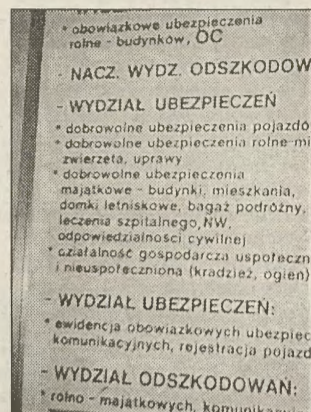 * obowiązkowe ubezpieczenia
rolne - budynków, OC
- NACZ. WYDZ. ODSZKODOW
- WYDZIAŁ UBEZPIECZEŃ
* dobrowolne ubezpieczenia pojazdó
* dobrowolne ubezpieczenia rolne-mi
zwierzęta, uprawy
* dobrowolne ubezpieczenia
majątkowe - budynki, mieszkania,
domki letniskowe, bagaż podróżny,
leczenia szpitalnego, NW,
odpowiedzialności cywilnej
* działalność gospodarcza uspołeczn
i nieuspołeczniona (kradzież, ogień)
- WYDZIAŁ UBEZPIECZEŃ:
* ewidencja obowiązkowych ubezpiec
komunikacyjnych, rejestracja pojazd
- WYDZIAŁ ODSZKODOWAŃ:
* rolno - majątkowych, komunikacyj